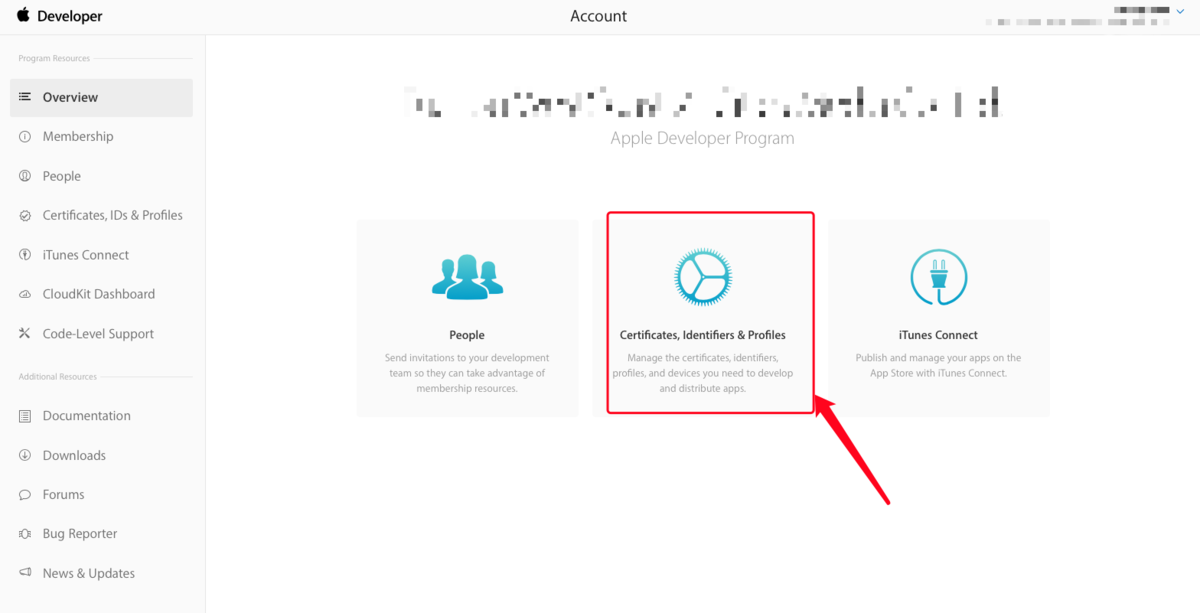 Developer
Account
Program Resources
Overview
Membership
People
Certificates, IDs & Profiles
iTunes Connect
CloudKit Dashboard
Code-Level Support
Additional Resources
Documentation
Downloads
Forums
Bug Reporter
News & Updates
Apple Developer Program
People
Send invitations to your development
team so they can take advantage of
membership resources.
Certificates, Identifiers & Profiles
Manage the certificates, identifiers,
profiles, and devices you need to develop
and distribute apps.
iTunes Connect
Publish and manage your apps on the
App Store with iTunes Connect.